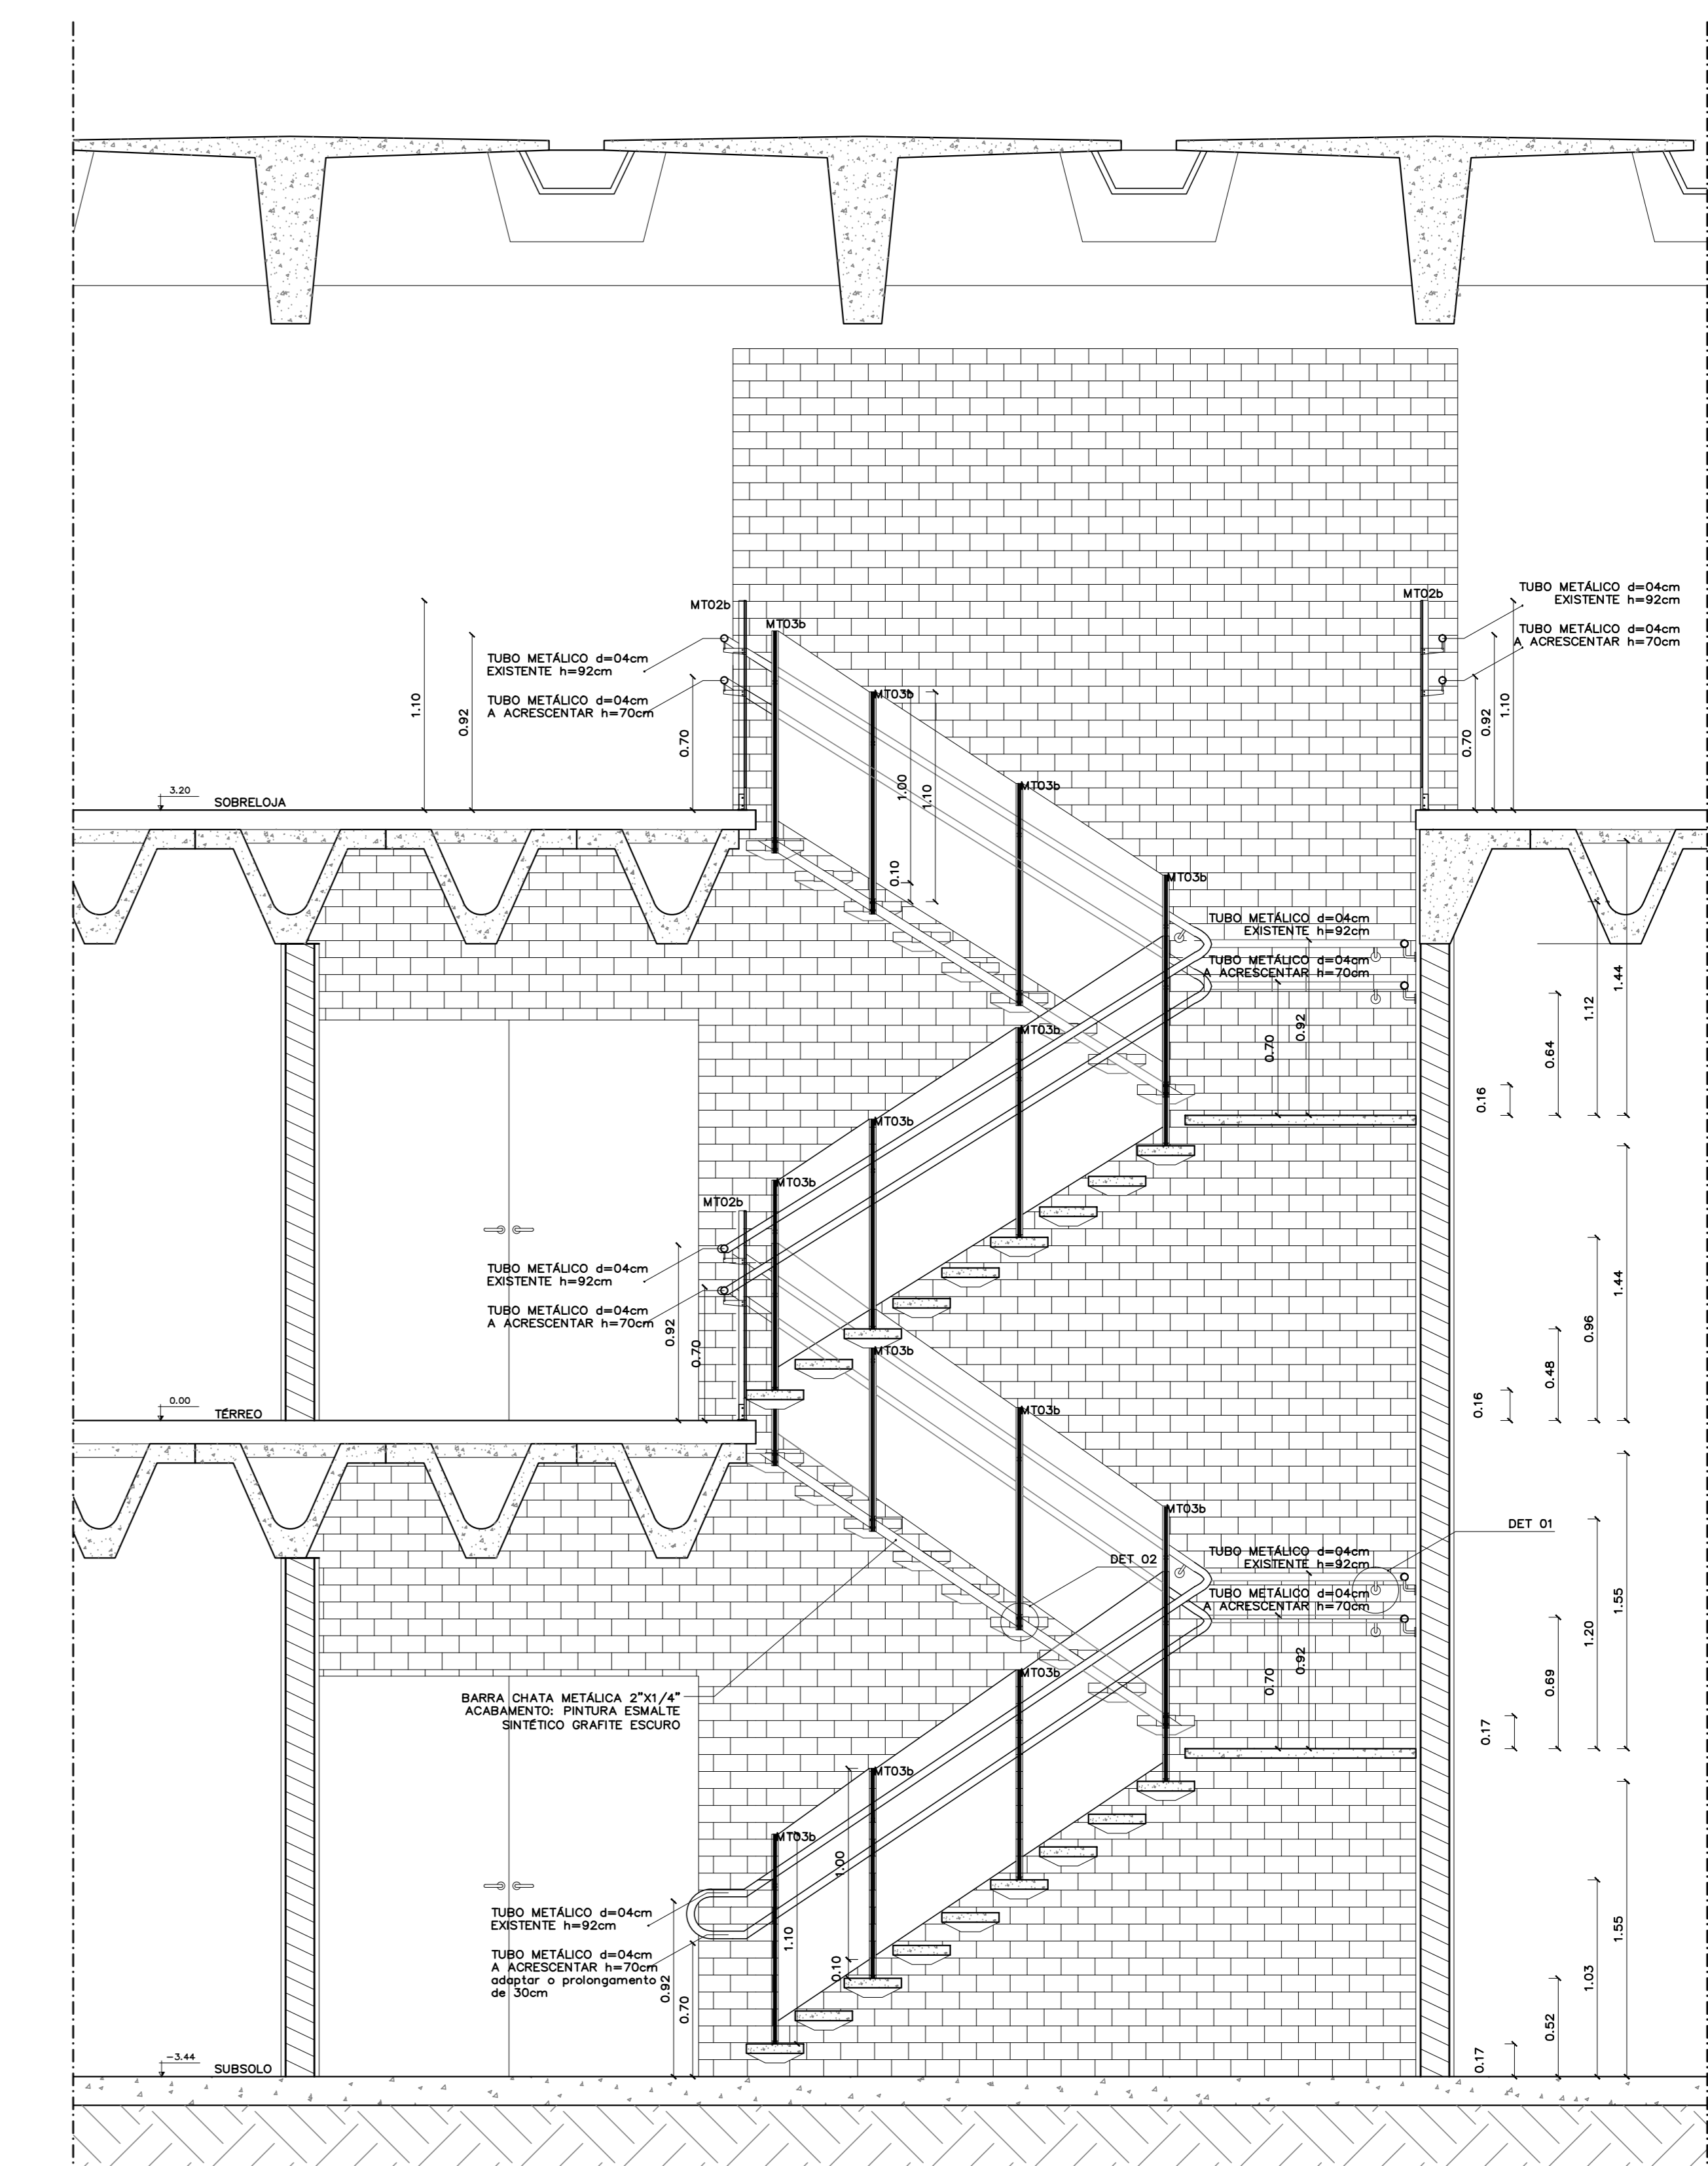 TUBO METÁLICO d=04cm
EXISTENTE h=92cm
MT02b
MT02b
TUBO METÁLICO d=04cm
A ACRESCENTAR h=70cm
MT03b
TUBO METÁLICO d=04cm
EXISTENTE h=92cm
MT03b
TUBO METÁLICO d=04cm
A ACRESCENTAR h=70cm
1.10
0.92
0.70
1.00
1.10
0.70
0.92
1.10
MT03b
3.20
SOBRELOJA
0.10
MT03b
TUBO METÁLICO d=04cm
EXISTENTE h=92cm
TUBO METÁLICO d=04cm
A ACRESCENTAR h=70cm
1.44
1.12
0.64
0.16
0.70
0.92
MT03b
MT03b
MT03b
MT02b
TUBO METÁLICO d=04cm
EXISTENTE h=92cm
TUBO METÁLICO d=04cm
A ACRESCENTAR h=70cm
0.92
0.70
1.44
0.96
0.48
0.16
MT03b
0.00
TÉRREO
MT03b
MT03b
DET 01
DET 02
TUBO METÁLICO d=04cm
EXISTENTE h=92cm
TUBO METÁLICO d=04cm
A ACRESCENTAR h=70cm
1.55
1.20
0.69
0.17
0.70
0.92
MT03b
BARRA CHATA METÁLICA 2"X1/4"
ACABAMENTO: PINTURA ESMALTE
SINTÉTICO GRAFITE ESCURO
MT03b
MT03b
1.00
1.10
0.10
TUBO METÁLICO d=04cm
EXISTENTE h=92cm
TUBO METÁLICO d=04cm
A ACRESCENTAR h=70cm
adaptar o prolongamento
de 30cm
0.92
0.70
1.55
1.03
0.52
0.17
-3.44
SUBSOLO